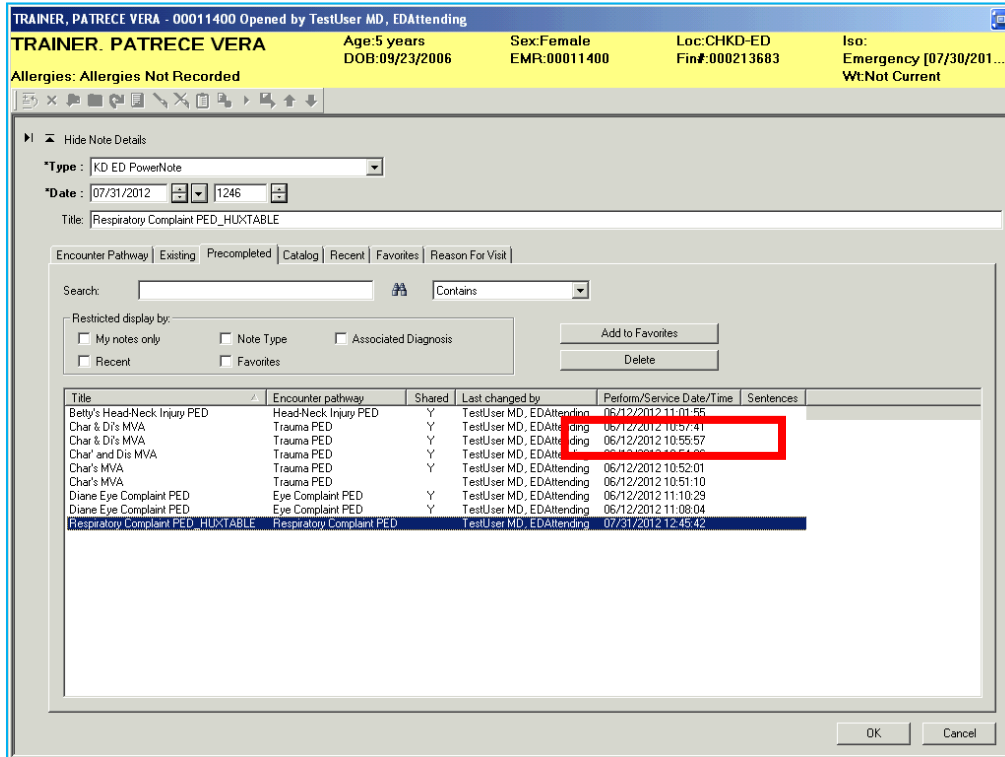 TRAINER, PATRECE VERA - 00011400 Opened by TestUser MD, EDAttending
TRAINER. PATRECE VERA Age:5 years Sex:Female Loc:CHKD-ED Iso:
DOB:09/23/2006 EMR:00011400 Fin#:000213683 Emergency [07/30/201...
Allergies: Allergies Not Recorded Wt:Not Current
Hide Note Details
*Type : KD ED PowerNote
*Date : 07/31/2012 1246
Title: Respiratory Complaint PED_HUXTABLE
Encounter Pathway Existing Precompleted Catalog Recent Favorites Reason For Visit
Search: Contains
Restricted display by:
My notes only Note Type Associated Diagnosis Add to Favorites
Recent Favorites Delete
Title Encounter pathway Shared Last changed by Perform/Service Date/Time Sentences
Betty's Head-Neck Injury PED Head-Neck Injury PED Y TestUser MD, EDAttending 06/12/2012 11:01:55
Char & Di's MVA Trauma PED Y TestUser MD, EDAttending 06/12/2012 10:57:41
Char & Di's MVA Trauma PED Y TestUser MD, EDAttending 06/12/2012 10:55:57
Char' and Dis MVA Trauma PED Y TestUser MD, EDAttending
Char's MVA Trauma PED Y TestUser MD, EDAttending 06/12/2012 10:52:01
Char's MVA Trauma PED TestUser MD, EDAttending 06/12/2012 10:51:10
Diane Eye Complaint PED Eye Complaint PED Y TestUser MD, EDAttending 06/12/2012 11:10:29
Diane Eye Complaint PED Eye Complaint PED Y TestUser MD, EDAttending 06/12/2012 11:08:04
Respiratory Complaint PED_HUXTABLE Respiratory Complaint PED TestUser MD, EDAttending 07/31/2012 12:45:42
OK Cancel